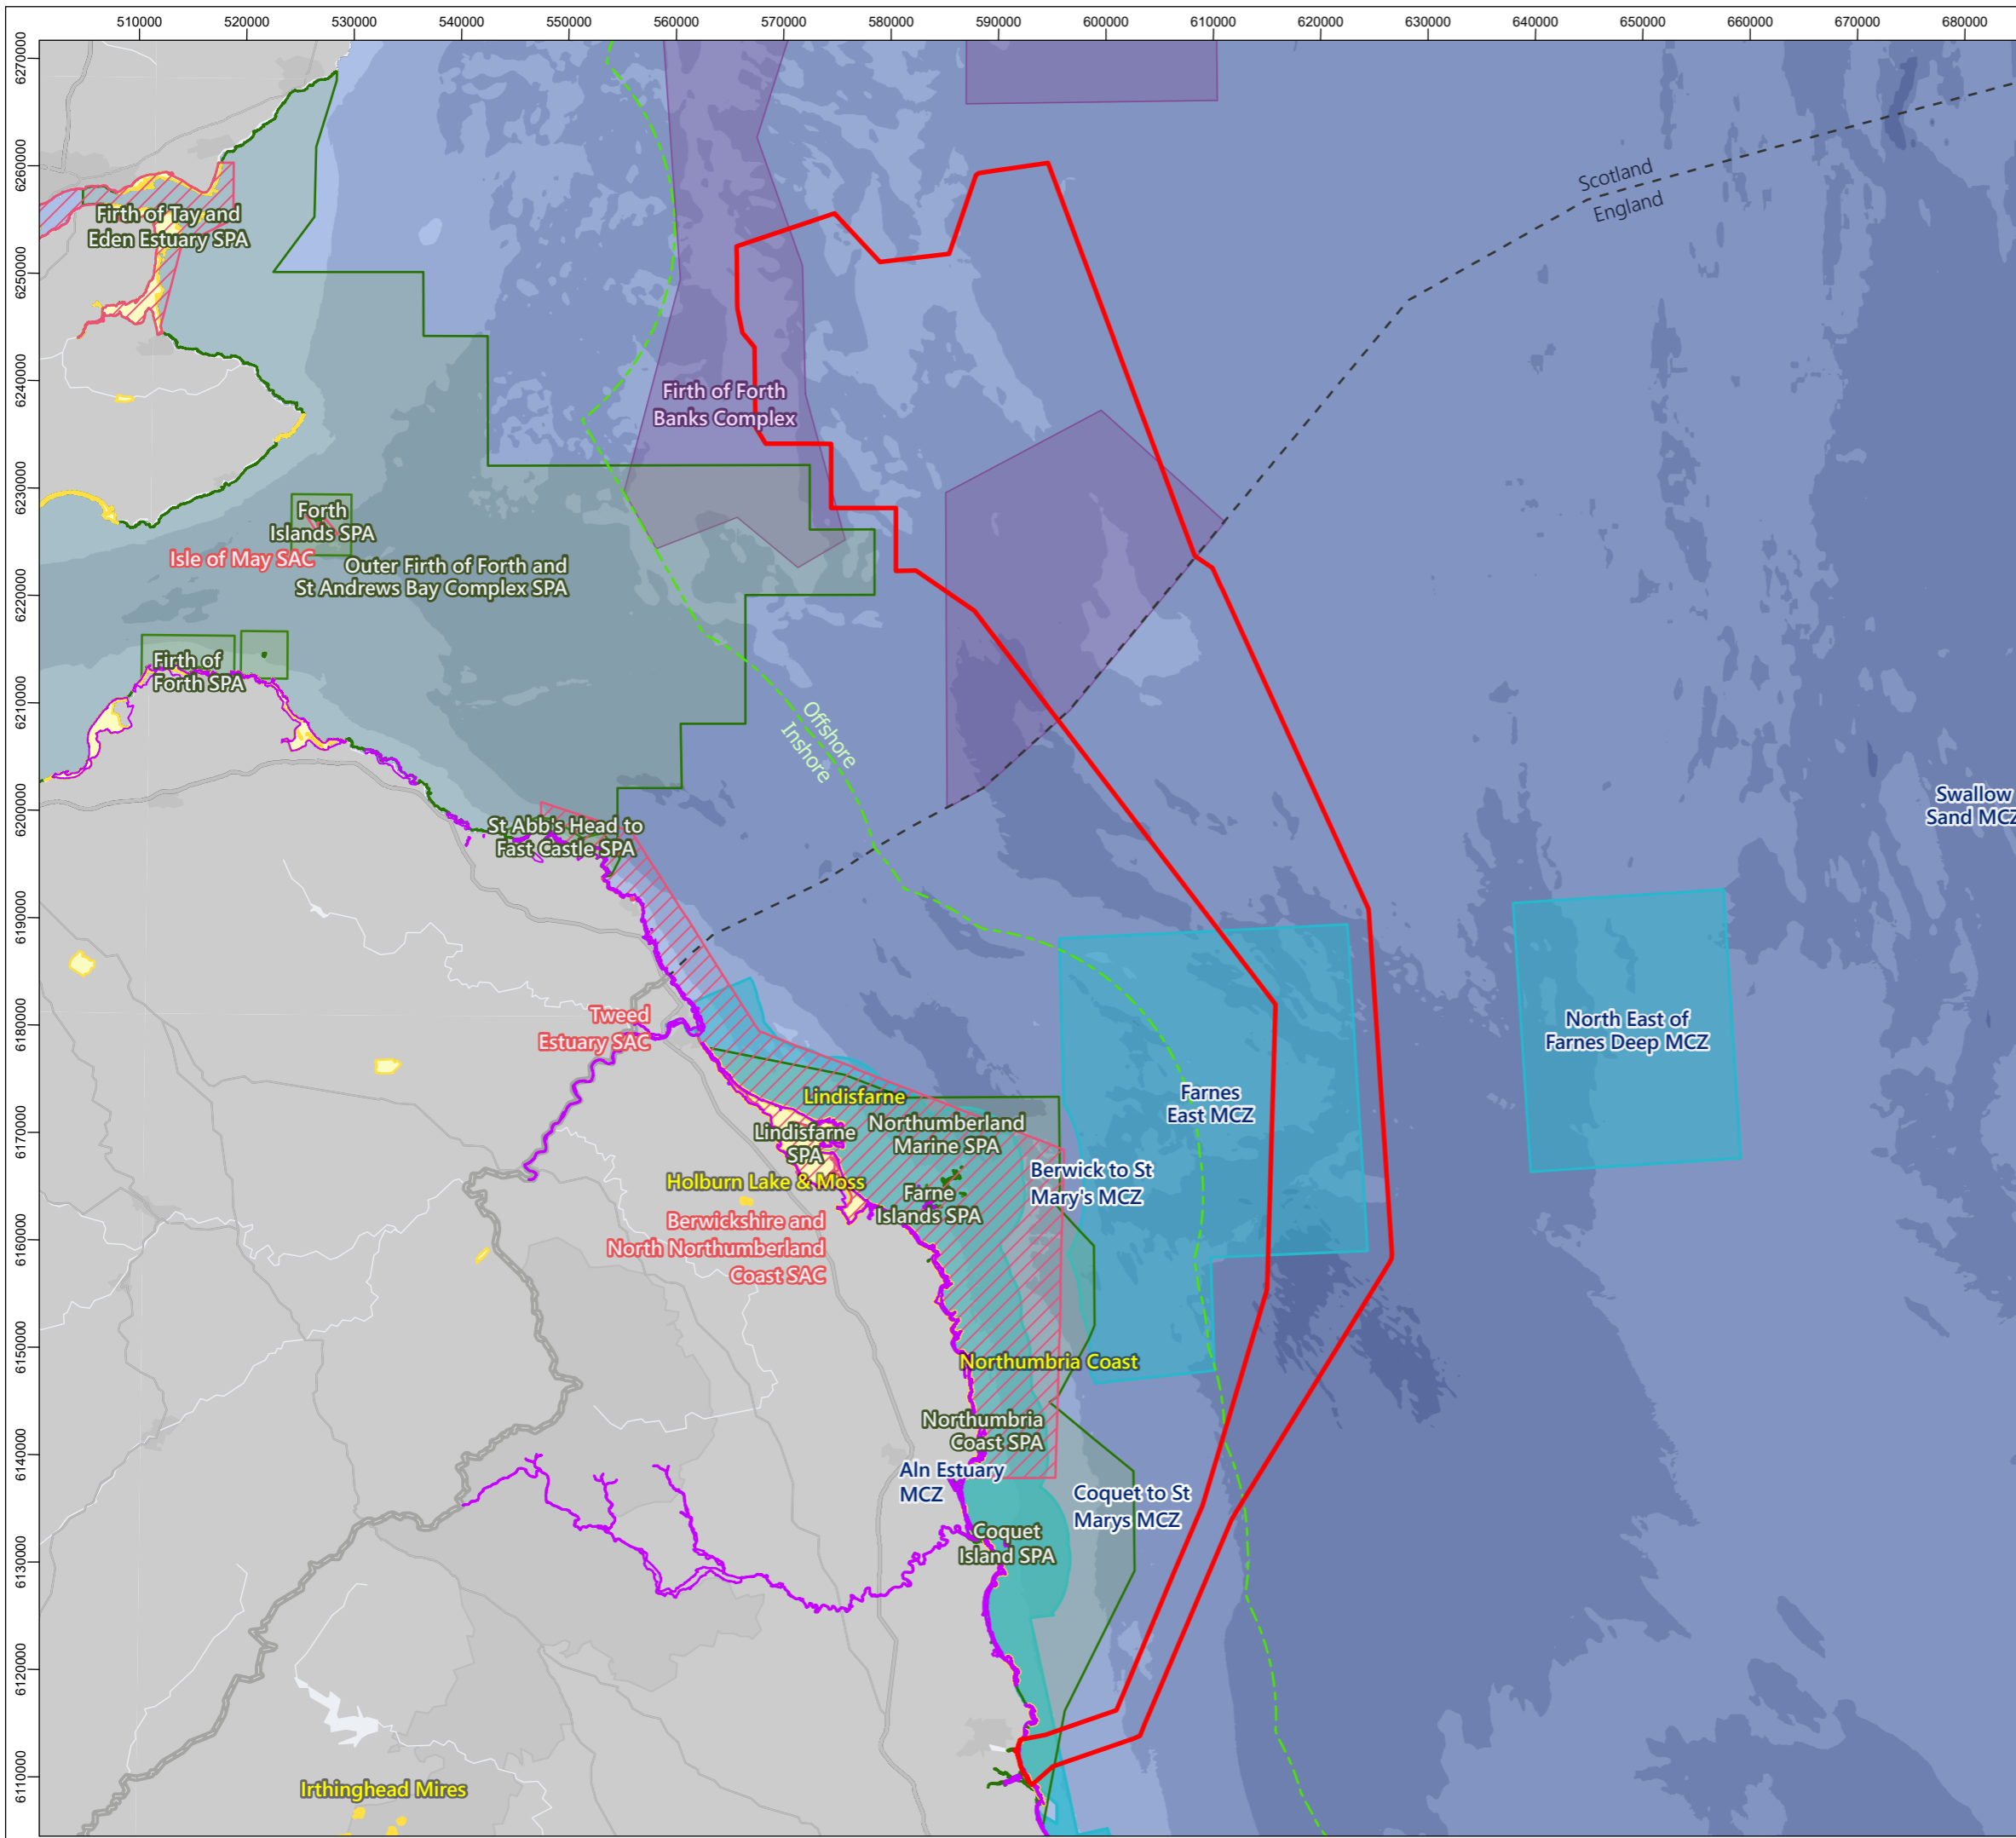 510000 520000 530000 540000 550000 560000 570000 580000 590000 600000 610000 620000 630000 640000 650000 660000 670000 680000
6270000
6260000
6250000
6240000
6230000
6220000
6210000
6200000
6190000
6180000
6170000
6160000
6150000
6140000
6130000
6120000
6110000
Scotland
England
Firth of Tay and
Eden Estuary SPA
Firth of Forth
Banks Complex
Forth
Islands SPA
Isle of May SAC
Outer Firth of Forth and
St Andrews Bay Complex SPA
Firth of
Forth SPA
Offshore
Inshore
Swallow
Sand MCZ
St Abb's Head to
Fast Castle SPA
Tweed
Estuary SAC
North East of
Farnes Deep MCZ
Farnes
East MCZ
Lindisfarne
Northumberland
Marine SPA
Lindisfarne
SPA
Berwick to St
Mary's MCZ
Holburn Lake & Moss
Farne
Islands SPA
Berwickshire and
North Northumberland
Coast SAC
Northumbria Coast
Northumbria
Coast SPA
Aln Estuary
MCZ
Coquet to St
Marys MCZ
Coquet
Island SPA
Irthinghead Mires